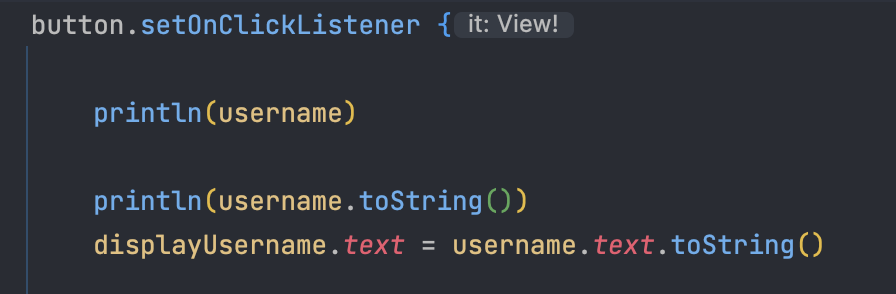 button.setOnClickListener { it: View!
println(username)
println(username.toString())
displayUsername.text = username.text.toString()